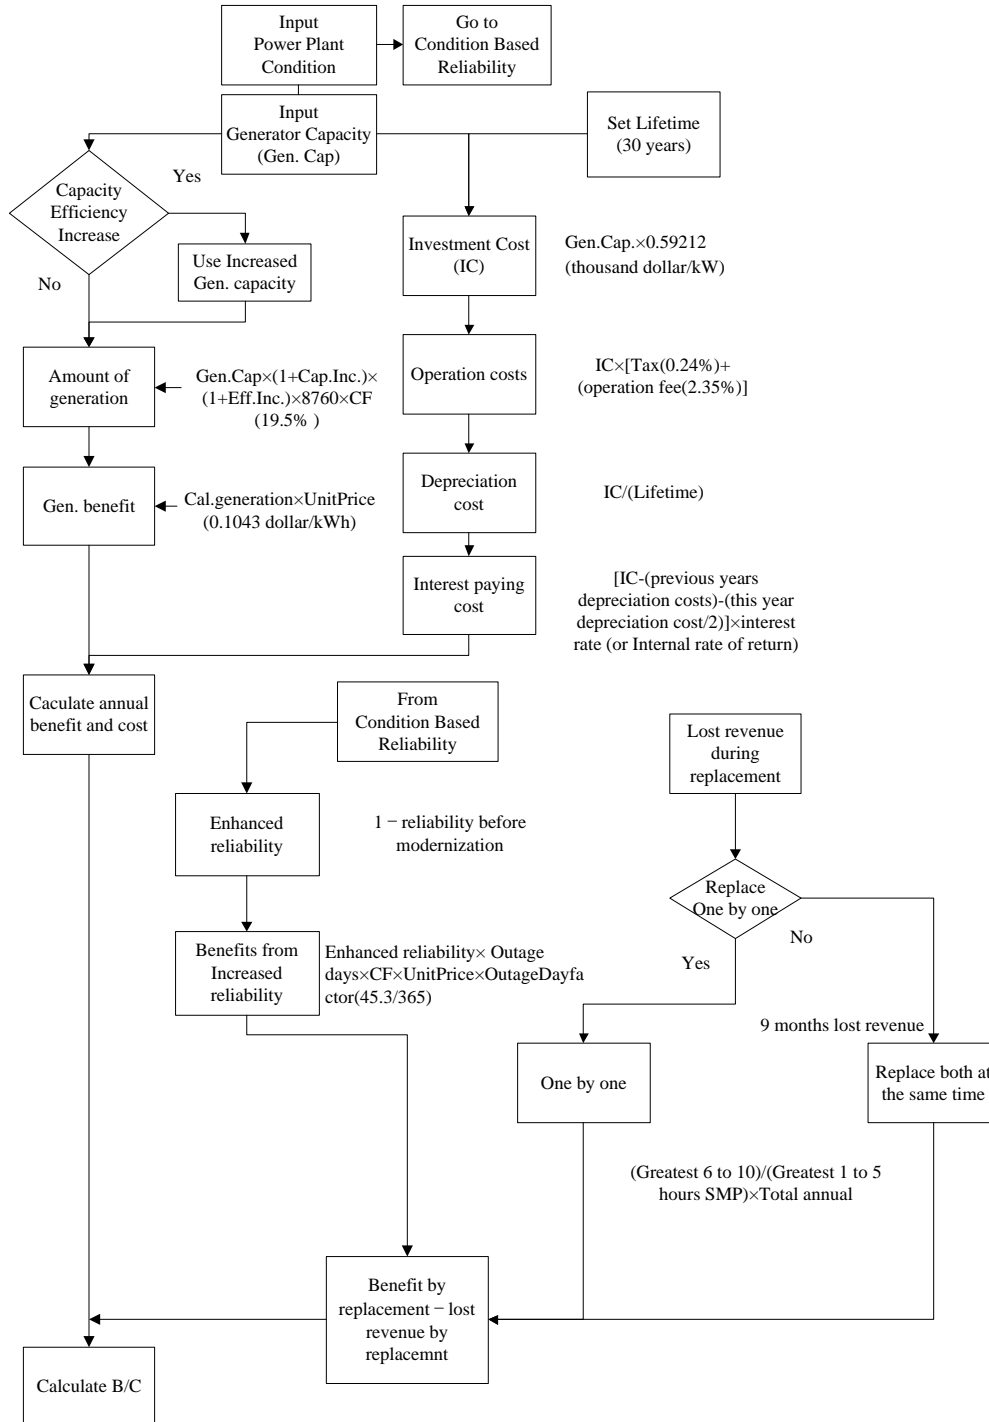 Input
Power Plant
Condition
Go to
Condition Based
Reliability
Input
Generator Capacity
(Gen. Cap)
Set Lifetime
(30 years)
Yes
Capacity
Efficiency
Increase
Use Increased
Gen. capacity
No
Investment Cost
(IC)
Gen.Cap.×0.59212
(thousand dollar/kW)
Amount of
generation
Gen.Cap×(1+Cap.Inc.)×
(1+Eff.Inc.)×8760×CF
(19.5% )
Operation costs
IC×[Tax(0.24%)+
(operation fee(2.35%)]
Gen. benefit
Cal.generation×UnitPrice
(0.1043 dollar/kWh)
Depreciation
cost
IC/(Lifetime)
Interest paying
cost
[IC-(previous years
depreciation costs)-(this year
depreciation cost/2)]×interest
rate (or Internal rate of return)
Caculate annual
benefit and cost
From
Condition Based
Reliability
Lost revenue
during
replacement
Enhanced
reliability
1 − reliability before
modernization
Replace
One by one
No
Yes
Benefits from
Increased
reliability
Enhanced reliability× Outage
days×CF×UnitPrice×OutageDayfa
ctor(45.3/365)
9 months lost revenue
One by one
Replace both at
the same time
(Greatest 6 to 10)/(Greatest 1 to 5
hours SMP)×Total annual
Benefit by
replacement − lost
revenue by
replacemnt
Calculate B/C